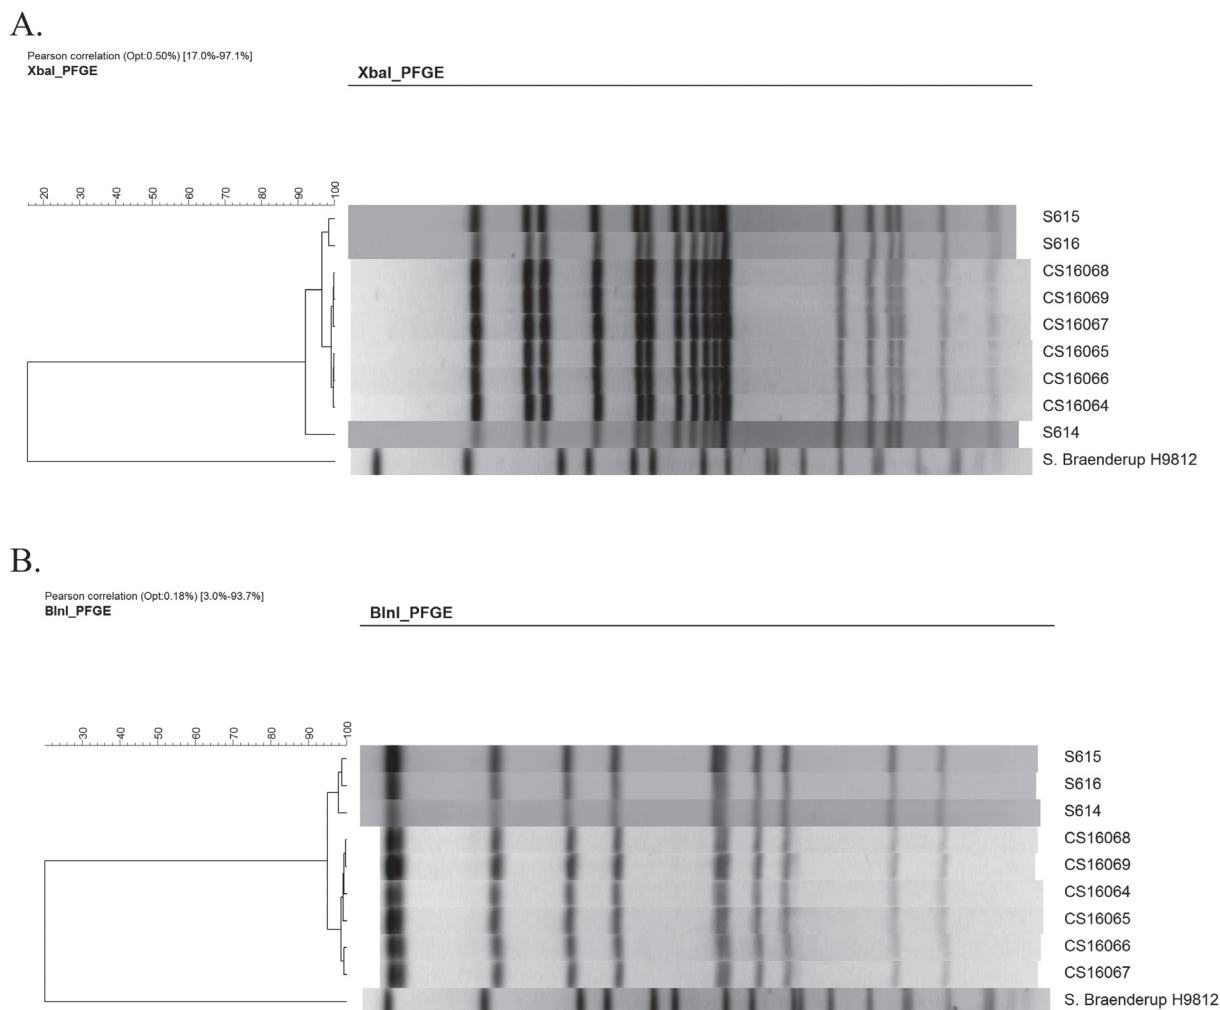 A.
Pearson correlation (Opt:0.50%) [17.0%-97.1%]
XbaI_PFGE
XbaI_PFGE
20 30 40 50 60 70 80 90 100
S615
S616
CS16068
CS16069
CS16067
CS16065
CS16066
CS16064
S614
S. Braenderup H9812
B.
Pearson correlation (Opt:0.18%) [3.0%-93.7%]
BlnI_PFGE
BlnI_PFGE
30 40 50 60 70 80 90 100
S615
S616
S614
CS16068
CS16069
CS16064
CS16065
CS16066
CS16067
S. Braenderup H9812